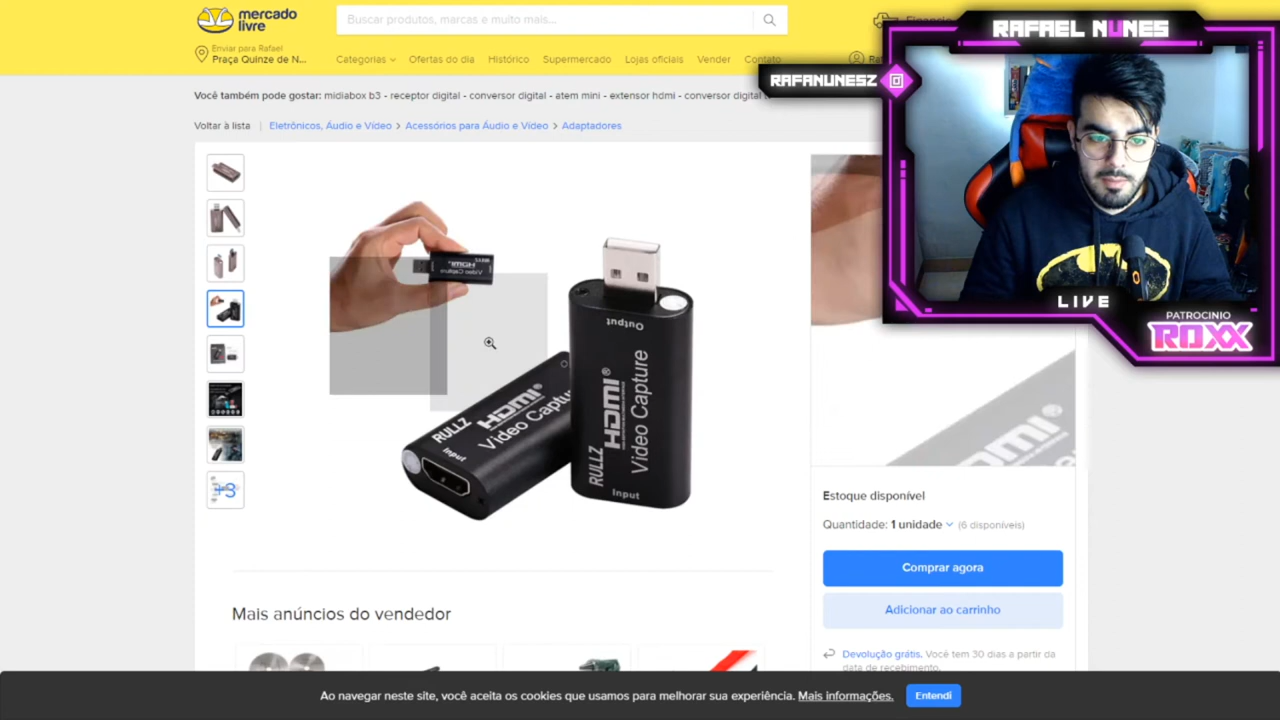 mercado
livre
Buscar produtos, marcas e muito mais...
Enviar para Rafael
Praça Quinze de N...
Categorias
Ofertas do dia
Histórico
Supermercado
Lojas oficiais
Vender
Contato
RAFAEL NUNES
RAFANUNESZ
Você também pode gostar: midiabox b3 - receptor digital - conversor digital - atem mini - extensor hdmi - conversor digital
Voltar à lista
Eletrônicos, Áudio e Vídeo > Acessórios para Áudio e Vídeo > Adaptadores
HDMI
Video Capture
Output
RULLZ
HDMI
Video Capture
Input
RULLZ
HDMI
Video Captu
Input
+3
LIVE
PATROCINIO
ROXX
Estoque disponível
Quantidade: 1 unidade (6 disponíveis)
Comprar agora
Adicionar ao carrinho
Devolução grátis. Você tem 30 dias a partir da
data de recebimento.
Mais anúncios do vendedor
Ao navegar neste site, você aceita os cookies que usamos para melhorar sua experiência. Mais informações.
Entendi